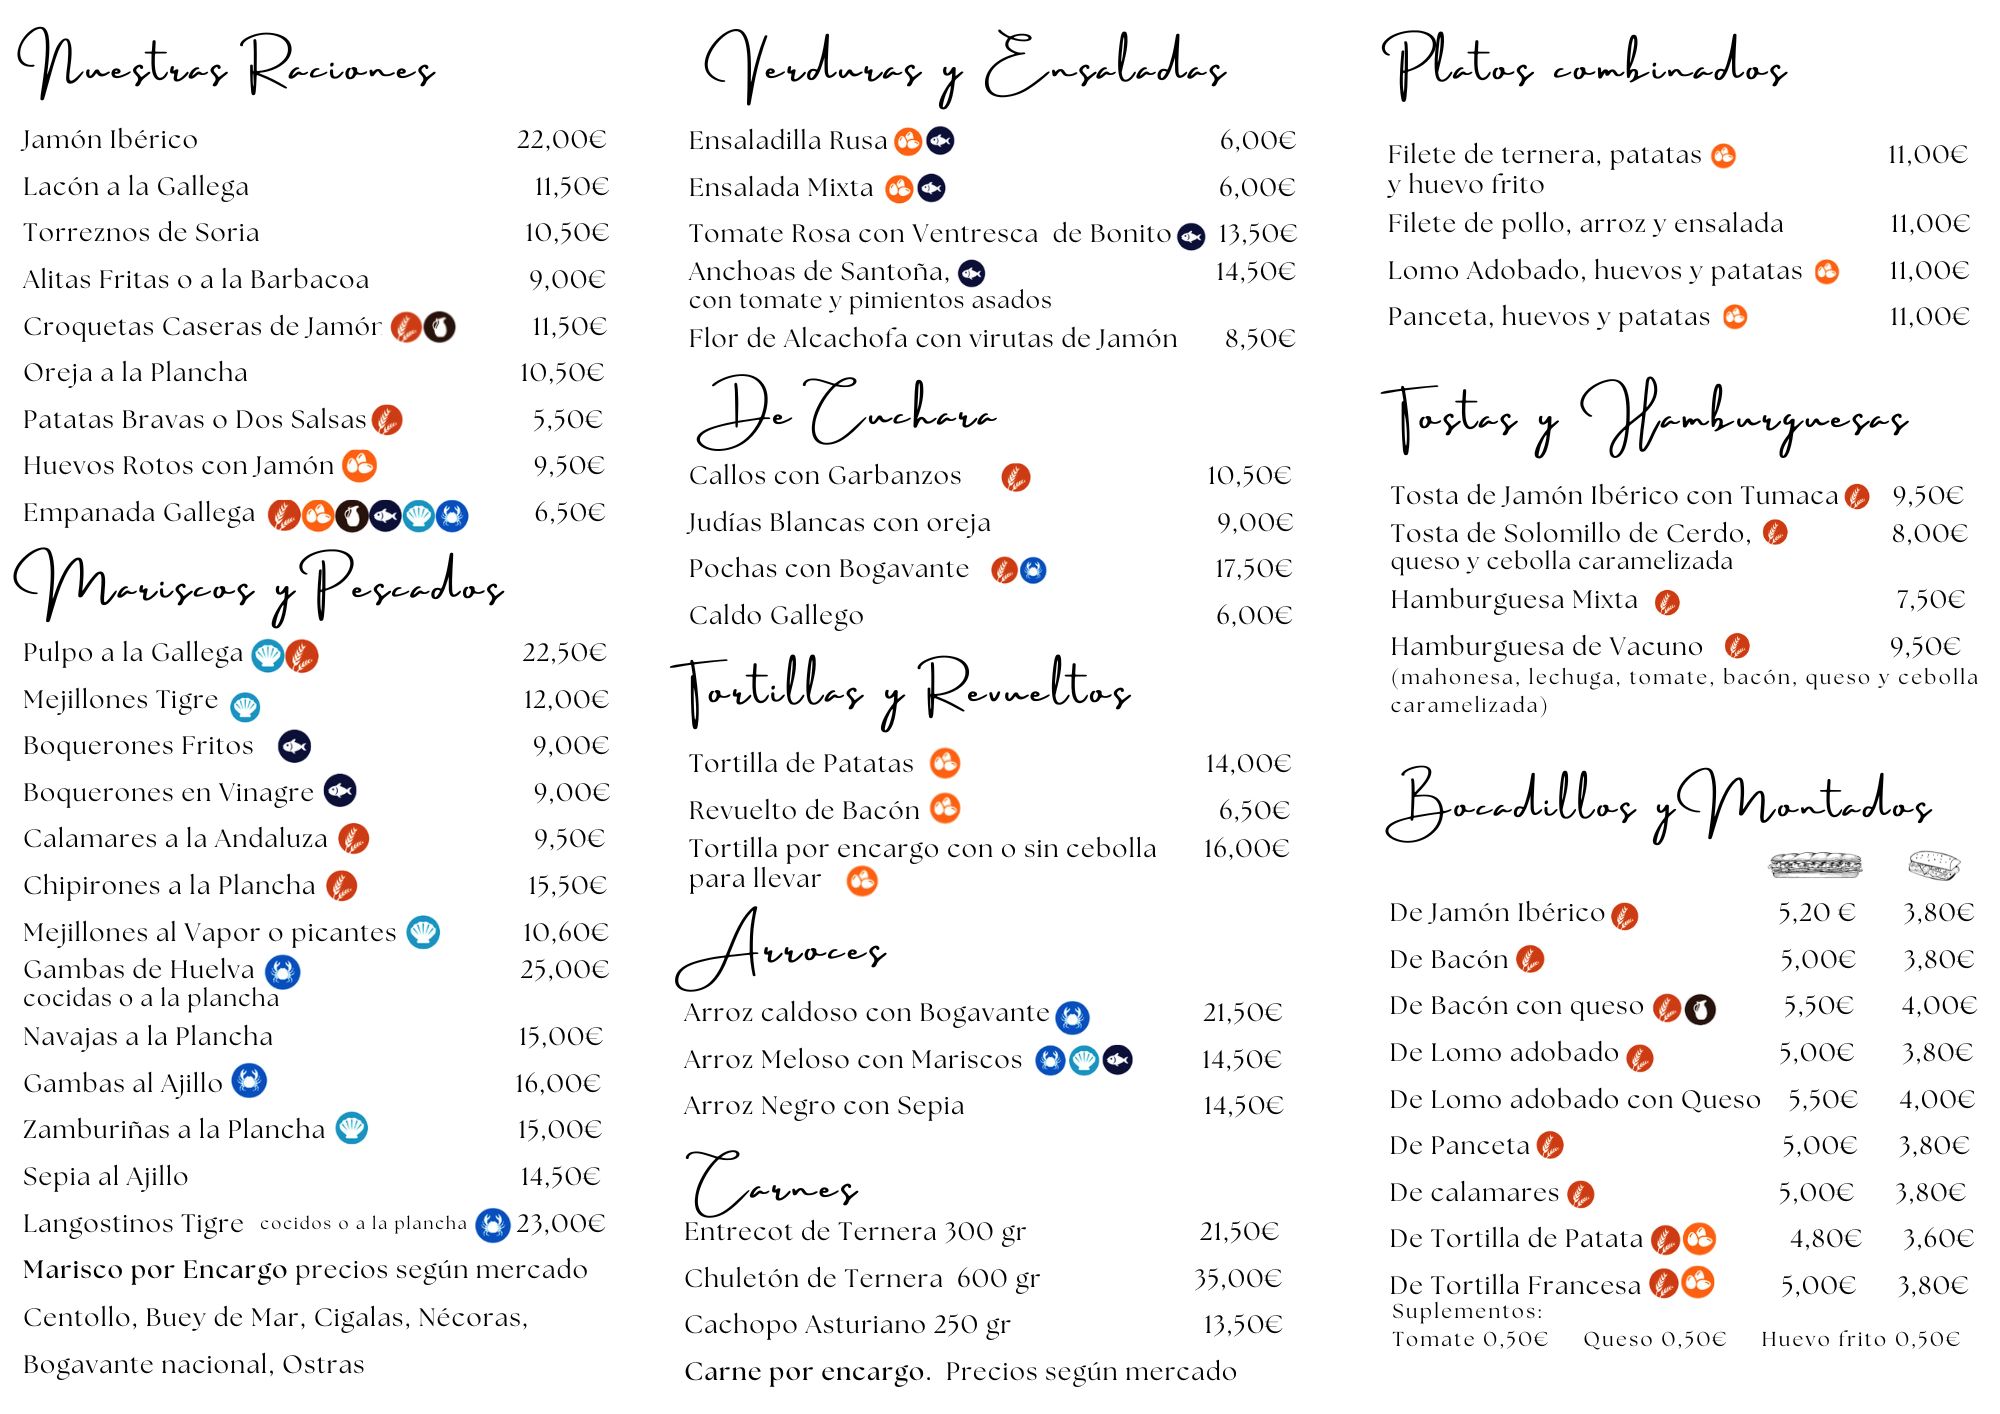 Nuestras Raciones
Jamón Ibérico 22,00€
Lacón a la Gallega 11,50€
Torreznos de Soria 10,50€
Alitas Fritas o a la Barbacoa 9,00€
Croquetas Caseras de Jamón 11,50€
Oreja a la Plancha 10,50€
Patatas Bravas o Dos Salsas 5,50€
Huevos Rotos con Jamón 9,50€
Empanada Gallega 6,50€
Mariscos y Pescados
Pulpo a la Gallega 22,50€
Mejillones Tigre 12,00€
Boquerones Fritos 9,00€
Boquerones en Vinagre 9,00€
Calamares a la Andaluza 9,50€
Chipirones a la Plancha 15,50€
Mejillones al Vapor o picantes 10,60€
Gambas de Huelva 25,00€
cocidas o a la plancha
Navajas a la Plancha 15,00€
Gambas al Ajillo 16,00€
Zamburiñas a la Plancha 15,00€
Sepia al Ajillo 14,50€
Langostinos Tigre cocidos o a la plancha 23,00€
Marisco por Encargo precios según mercado
Centollo, Buey de Mar, Cigalas, Nécoras,
Bogavante nacional, Ostras
Verduras y Ensaladas
Ensaladilla Rusa 6,00€
Ensalada Mixta 6,00€
Tomate Rosa con Ventresca de Bonito 13,50€
Anchoas de Santoña, 14,50€
con tomate y pimientos asados
Flor de Alcachofa con virutas de Jamón 8,50€
De Cuchara
Callos con Garbanzos 10,50€
Judías Blancas con oreja 9,00€
Pochas con Bogavante 17,50€
Caldo Gallego 6,00€
Tortillas y Revueltos
Tortilla de Patatas 14,00€
Revuelto de Bacón 6,50€
Tortilla por encargo con o sin cebolla 16,00€
para llevar
Arroces
Arroz caldoso con Bogavante 21,50€
Arroz Meloso con Mariscos 14,50€
Arroz Negro con Sepia 14,50€
Carnes
Entrecot de Ternera 300 gr 21,50€
Chuletón de Ternera 600 gr 35,00€
Cachopo Asturiano 250 gr 13,50€
Carne por encargo. Precios según mercado
Platos combinados
Filete de ternera, patatas 11,00€
y huevo frito
Filete de pollo, arroz y ensalada 11,00€
Lomo Adobado, huevos y patatas 11,00€
Panceta, huevos y patatas 11,00€
Tostas y Hamburguesas
Tosta de Jamón Ibérico con Tumaca 9,50€
Tosta de Solomillo de Cerdo, 8,00€
queso y cebolla caramelizada
Hamburguesa Mixta 7,50€
Hamburguesa de Vacuno 9,50€
(mahonesa, lechuga, tomate, bacón, queso y cebolla
caramelizada)
Bocadillos y Montados
De Jamón Ibérico 5,20 € 3,80€
De Bacón 5,00€ 3,80€
De Bacón con queso 5,50€ 4,00€
De Lomo adobado 5,00€ 3,80€
De Lomo adobado con Queso 5,50€ 4,00€
De Panceta 5,00€ 3,80€
De calamares 5,00€ 3,80€
De Tortilla de Patata 4,80€ 3,60€
De Tortilla Francesa 5,00€ 3,80€
Suplementos:
Tomate 0,50€ Queso 0,50€ Huevo frito 0,50€